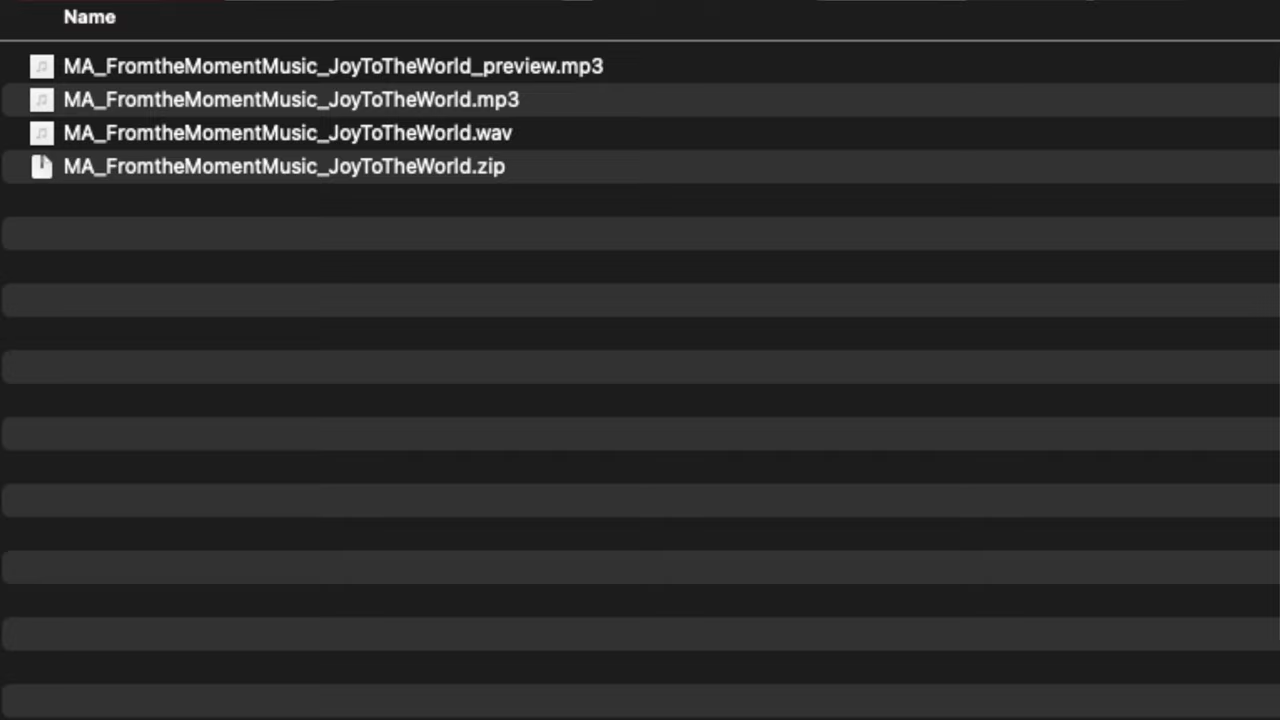 Name
MA_FromtheMomentMusic_JoyToTheWorld_preview.mp3
MA_FromtheMomentMusic_JoyToTheWorld.mp3
MA_FromtheMomentMusic_JoyToTheWorld.wav
MA_FromtheMomentMusic_JoyToTheWorld.zip